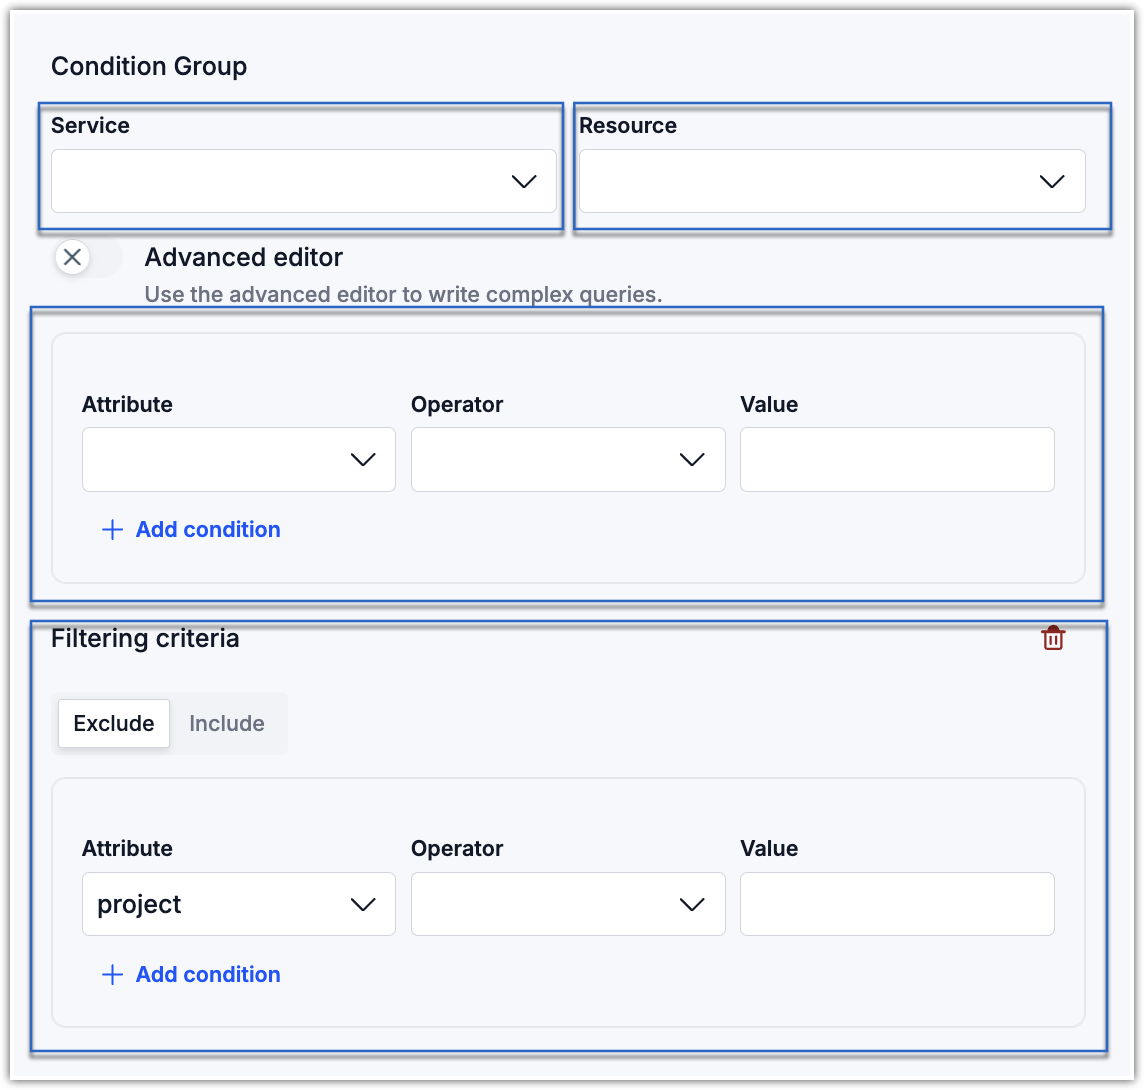 Condition Group
Service Resource
Advanced editor
Use the advanced editor to write complex queries.
Attribute Operator Value
Add condition
Filtering criteria
Exclude Include
Attribute Operator Value
project
Add condition